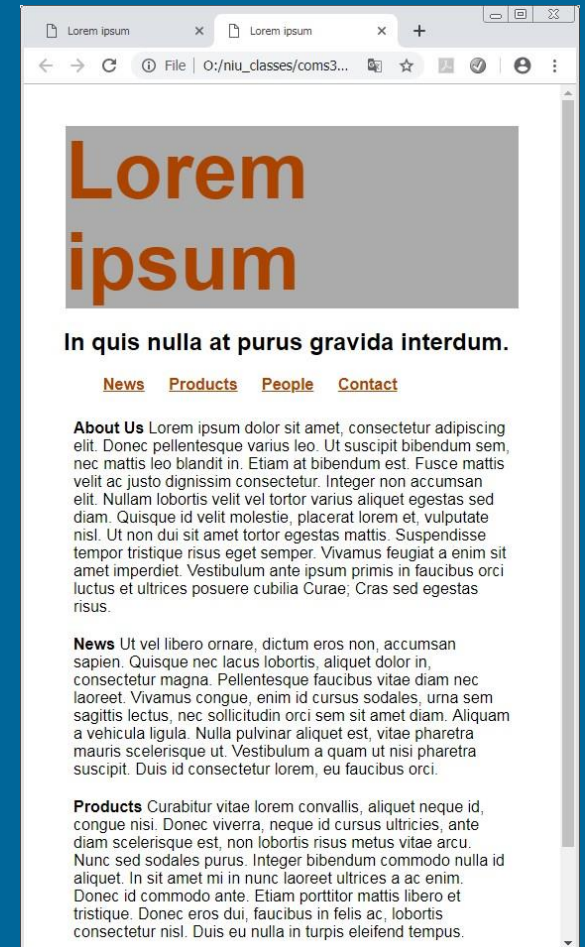 Lorem ipsum
Lorem ipsum
File O:/niu_classes/coms3...
Lorem
ipsum
In quis nulla at purus gravida interdum.
News Products People Contact
About Us Lorem ipsum dolor sit amet, consectetur adipiscing
elit. Donec pellentesque varius leo. Ut suscipit bibendum sem,
nec mattis leo blandit in. Etiam at bibendum est. Fusce mattis
velit ac justo dignissim consectetur. Integer non accumsan
elit. Nullam lobortis velit vel tortor varius aliquet egestas sed
diam. Quisque id velit molestie, placerat lorem et, vulputate
nisl. Ut non dui sit amet tortor egestas mattis. Suspendisse
tempor tristique risus eget semper. Vivamus feugiat a enim sit
amet imperdiet. Vestibulum ante ipsum primis in faucibus orci
luctus et ultrices posuere cubilia Curae; Cras sed egestas
risus.
News Ut vel libero ornare, dictum eros non, accumsan
sapien. Quisque nec lacus lobortis, aliquet dolor in,
consectetur magna. Pellentesque faucibus vitae diam nec
laoreet. Vivamus congue, enim id cursus sodales, urna sem
sagittis lectus, nec sollicitudin orci sem sit amet diam. Aliquam
a vehicula ligula. Nulla pulvinar aliquet est, vitae pharetra
mauris scelerisque ut. Vestibulum a quam ut nisi pharetra
suscipit. Duis id consectetur lorem, eu faucibus orci.
Products Curabitur vitae lorem convallis, aliquet neque id,
congue nisi. Donec viverra, neque id cursus ultricies, ante
diam scelerisque est, non lobortis risus metus vitae arcu.
Nunc sed sodales purus. Integer bibendum commodo nulla id
aliquet. In sit amet mi in nunc laoreet ultrices a ac enim.
Donec id commodo ante. Etiam porttitor mattis libero et
tristique. Donec eros dui, faucibus in felis ac, lobortis
consectetur nisl. Duis eu nulla in turpis eleifend tempus.